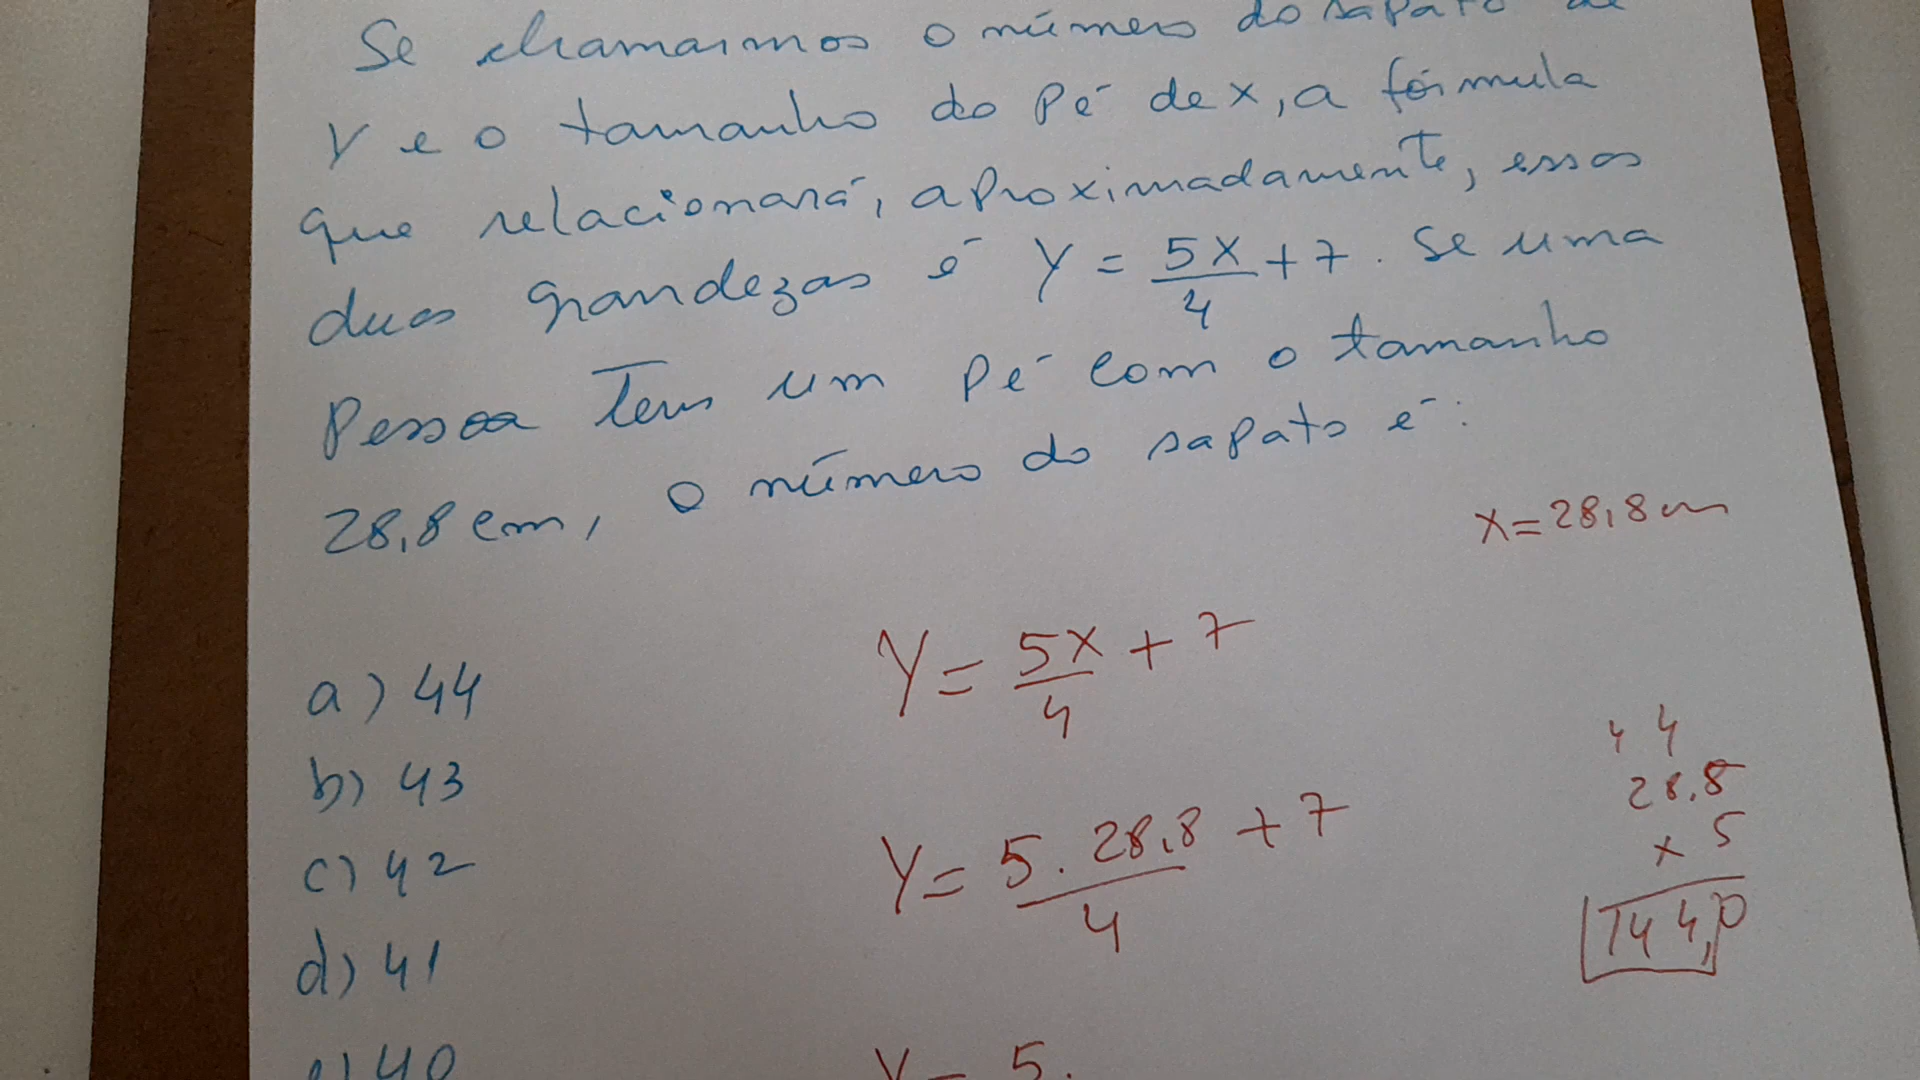 Se chamarmos o número do sapato de
Y e o tamanho do pé de x, a fórmula
que relacionará, aproximadamente, essas
duas grandezas é Y = 5x/4 + 7. Se uma
pessoa tem um pé com o tamanho
28,8 cm, o número do sapato é:
x = 28,8 cm
a) 44
b) 43
c) 42
d) 41
e) 40
Y = 5x/4 + 7
Y = 5 . 28,8/4 + 7
Y = 5.
4 4
28,8
x 5
144,0